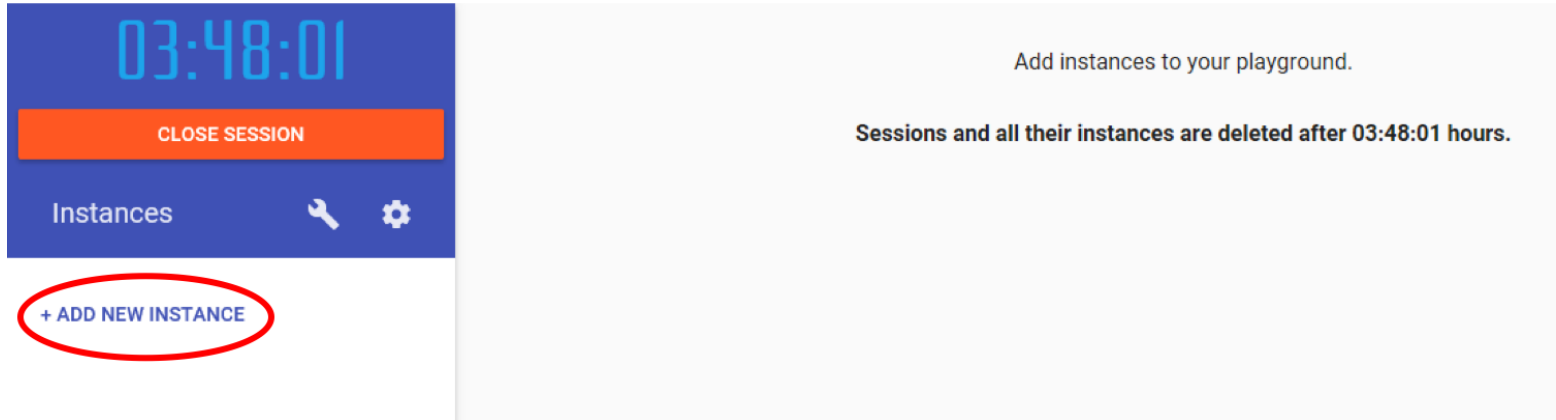 03:48:01
CLOSE SESSION
Instances
+ ADD NEW INSTANCE
Add instances to your playground.
Sessions and all their instances are deleted after 03:48:01 hours.